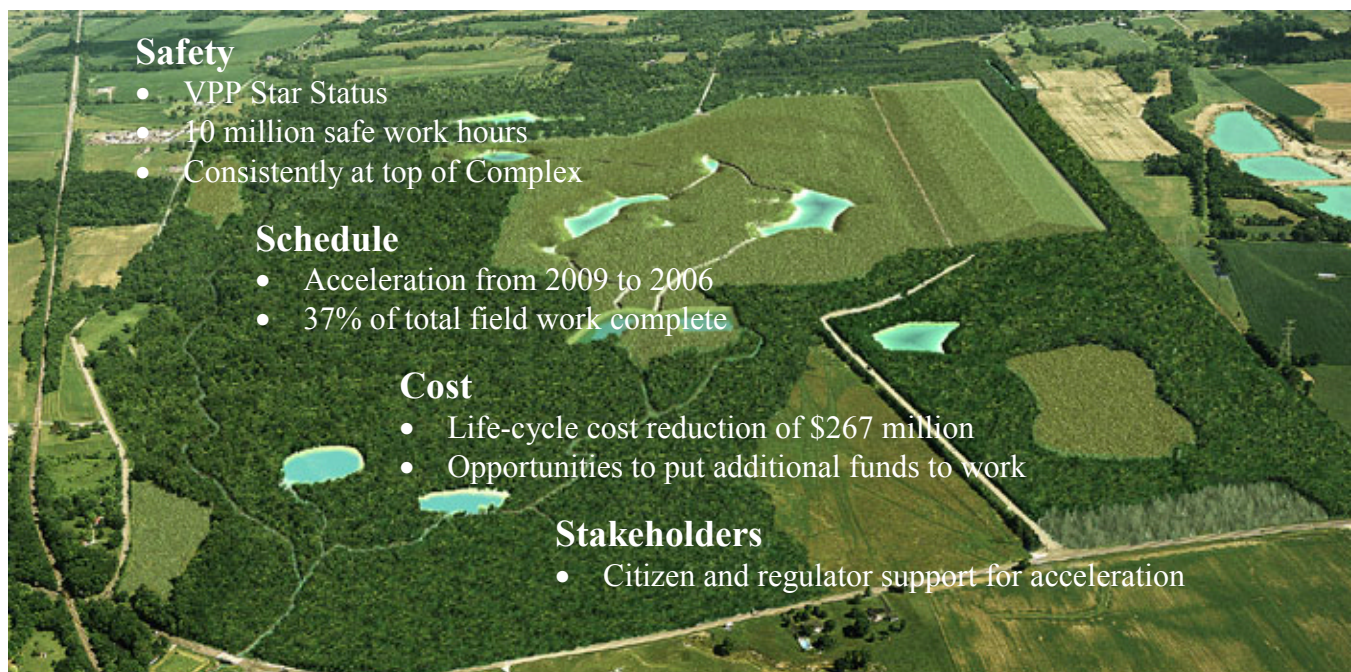 Safety
• VPP Star Status
• 10 million safe work hours
• Consistently at top of Complex
Schedule
• Acceleration from 2009 to 2006
• 37% of total field work complete
Cost
• Life-cycle cost reduction of $267 million
• Opportunities to put additional funds to work
Stakeholders
• Citizen and regulator support for acceleration